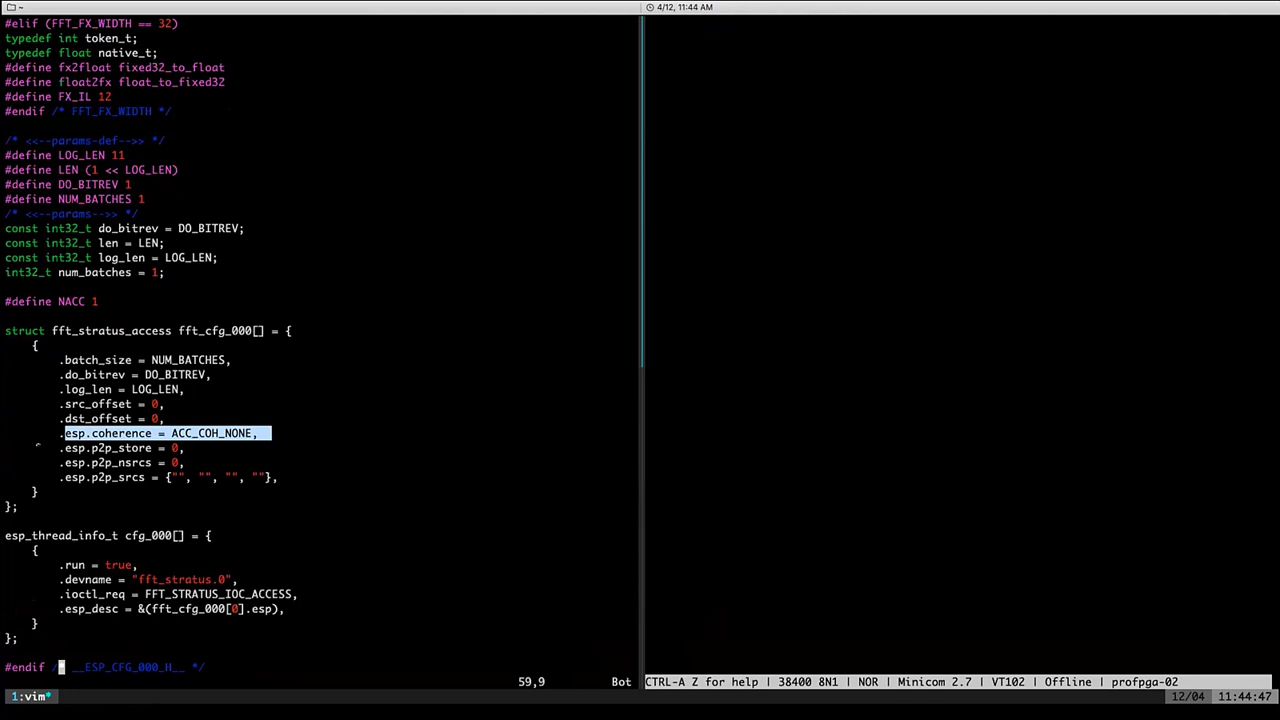 ~
4/12, 11:44 AM
#elif (FFT_FX_WIDTH == 32)
typedef int token_t;
typedef float native_t;
#define fx2float fixed32_to_float
#define float2fx float_to_fixed32
#define FX_IL 12
#endif /* FFT_FX_WIDTH */
/* <<--params-def-->> */
#define LOG_LEN 11
#define LEN (1 << LOG_LEN)
#define DO_BITREV 1
#define NUM_BATCHES 1
/* <<--params-->> */
const int32_t do_bitrev = DO_BITREV;
const int32_t len = LEN;
const int32_t log_len = LOG_LEN;
int32_t num_batches = 1;
#define NACC 1
struct fft_stratus_access fft_cfg_000[] = {
{
.batch_size = NUM_BATCHES,
.do_bitrev = DO_BITREV,
.log_len = LOG_LEN,
.src_offset = 0,
.dst_offset = 0,
.esp.coherence = ACC_COH_NONE,
.esp.p2p_store = 0,
.esp.p2p_nsrcs = 0,
.esp.p2p_srcs = {"", "", "", ""},
}
};
esp_thread_info_t cfg_000[] = {
{
.run = true,
.devname = "fft_stratus.0",
.ioctl_req = FFT_STRATUS_IOC_ACCESS,
.esp_desc = &(fft_cfg_000[0].esp),
}
};
#endif /* __ESP_CFG_000_H__ */
59,9 Bot
CTRL-A Z for help | 38400 8N1 | NOR | Minicom 2.7 | VT102 | Offline | profpga-02
1:vim* 12/04 11:44:47